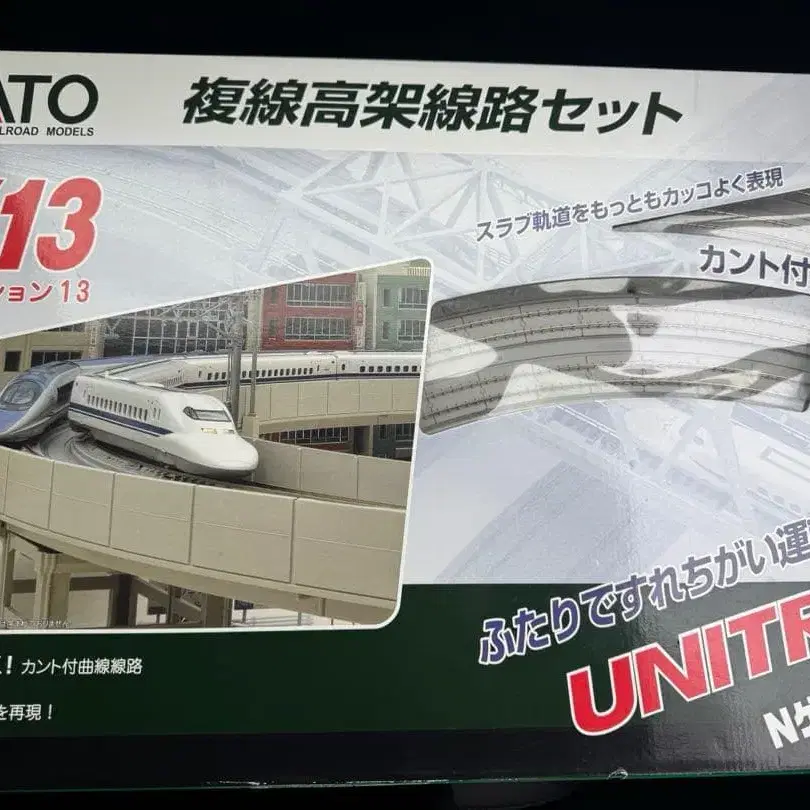 ATO
LROAD MODELS
複線高架線路セット
13
ション13
スラブ軌道をもっともカッコよく表現
カント付
ふたりですれちがい運
UNITR
Nゲ
! カント付曲線線路
を再現！